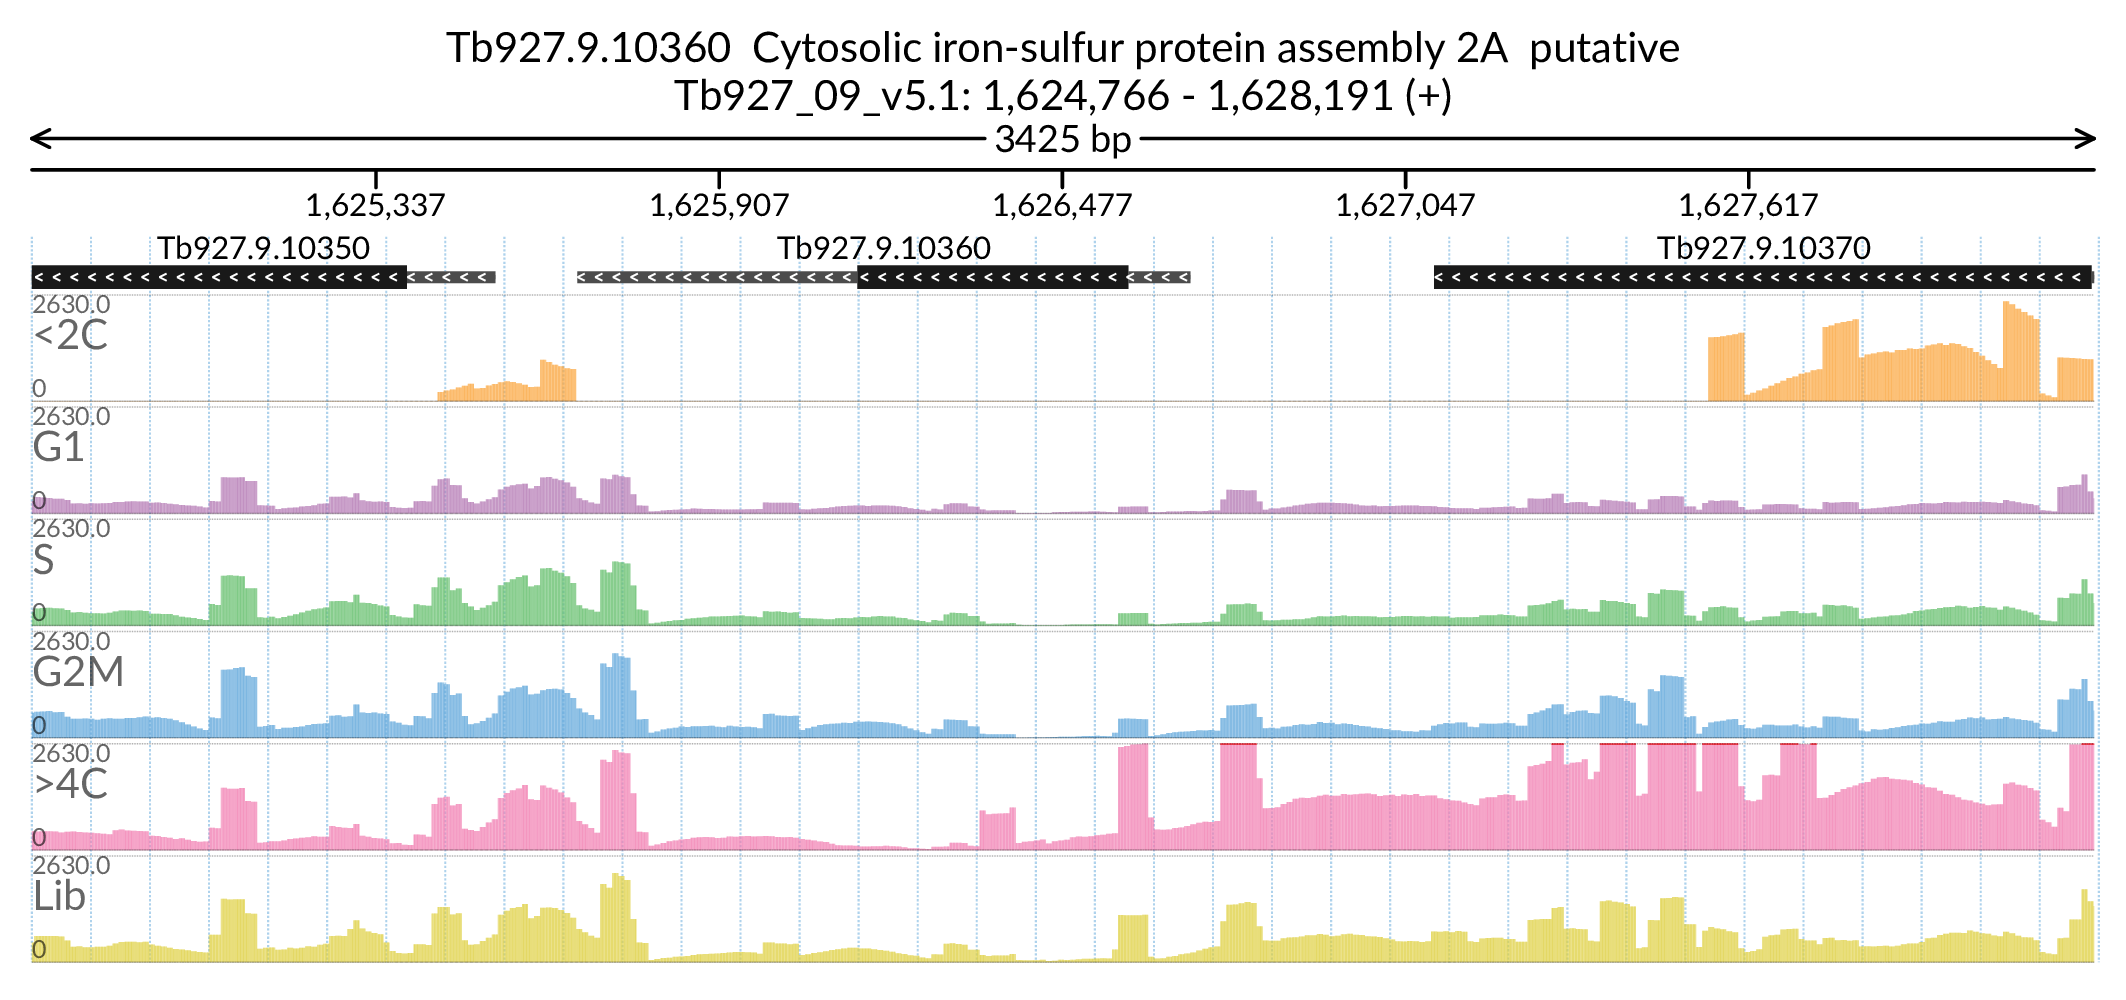 Tb927.9.10360  Cytosolic iron-sulfur protein assembly 2A  putative
Tb927_09_v5.1: 1,624,766 - 1,628,191 (+)
3425 bp
1,625,337 1,625,907 1,626,477 1,627,047 1,627,617
Tb927.9.10350 Tb927.9.10360 Tb927.9.10370
2630.0
<2C
0
2630.0
G1
0
2630.0
S
0
2630.0
G2M
0
2630.0
>4C
0
2630.0
Lib
0